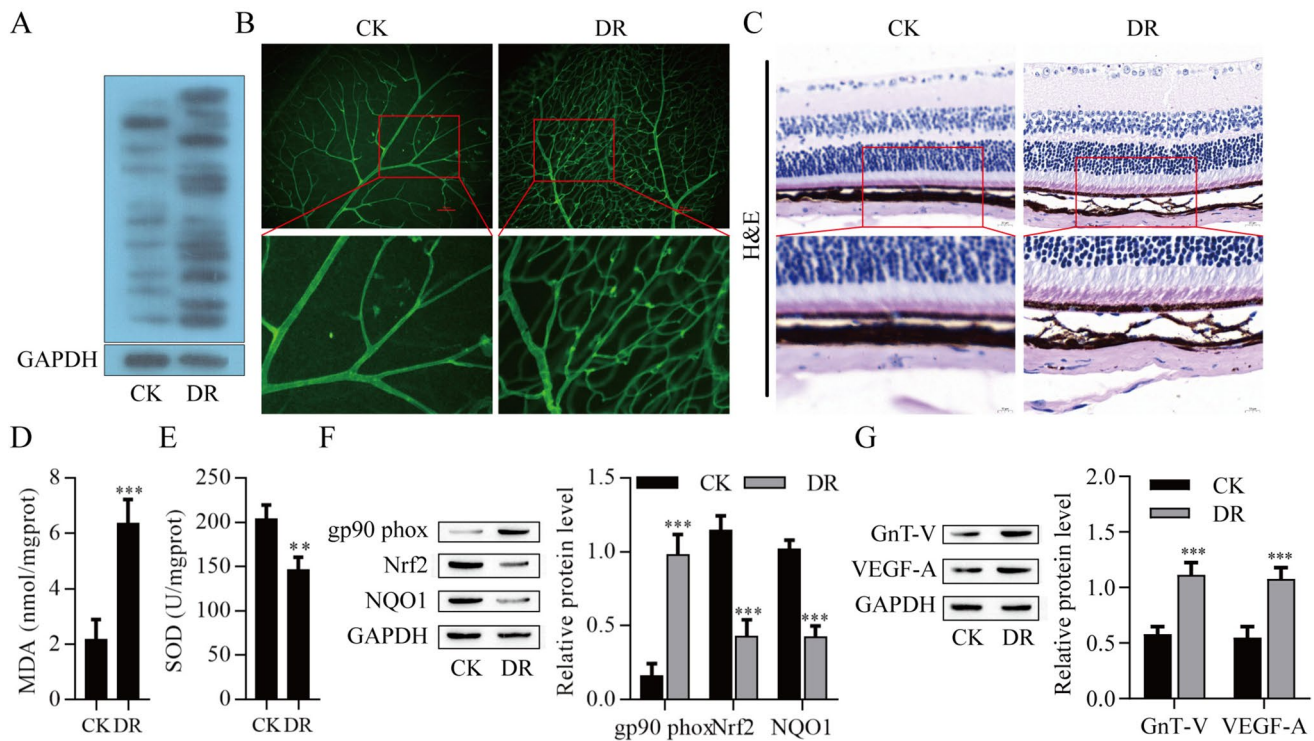 A
GAPDH
CK DR
B
CK DR
C
CK DR
H&E
D
MDA (nmol/mgprot)
8
6
4
2
0
***
CK DR
E
SOD (U/mgprot)
250
200
150
100
50
0
**
CK DR
F
gp90 phox
Nrf2
NQO1
GAPDH
CK DR
Relative protein level
1.5
1.0
0.5
0.0
CK DR
***
***
***
gp90 phox Nrf2 NQO1
G
GnT-V
VEGF-A
GAPDH
CK DR
Relative protein level
2.0
1.5
1.0
0.5
0.0
CK
DR
***
***
GnT-V VEGF-A